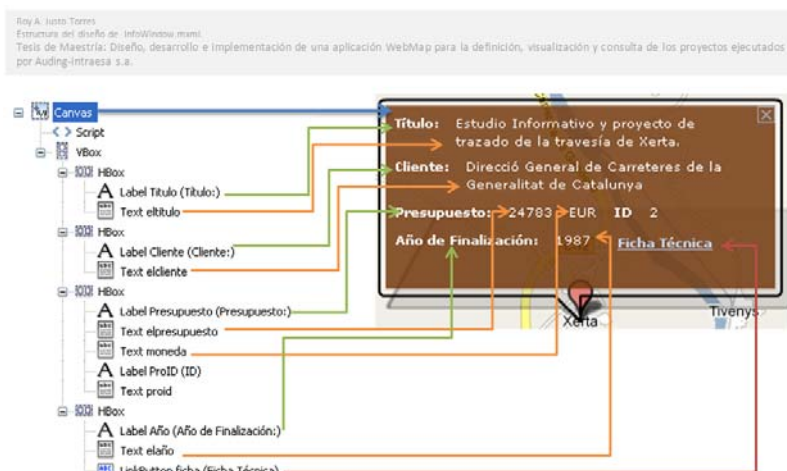 Roy A. Justo Torres
Estructura del diseño de InfoWindow.mxml.
Tesis de Maestría: Diseño, desarrollo e implementación de una aplicación WebMap para la definición, visualización y consulta de los proyectos ejecutados
por Auding-Intraesa s.a.
Canvas
Script
VBox
HBox
Label Titulo (Título:)
Text eltitulo
HBox
Label Cliente (Cliente:)
Text elcliente
HBox
Label Presupuesto (Presupuesto:)
Text elpresupuesto
Text moneda
Label ProID (ID)
Text proid
HBox
Label Año (Año de Finalización:)
Text elaño
LinkButton ficha (Ficha Técnica)
Título: Estudio Informativo y proyecto de
trazado de la travesía de Xerta.
Cliente: Direcció General de Carreteres de la
Generalitat de Catalunya
Presupuesto: 24783 EUR ID 2
Año de Finalización: 1987 Ficha Técnica
Xerta
Tivenys